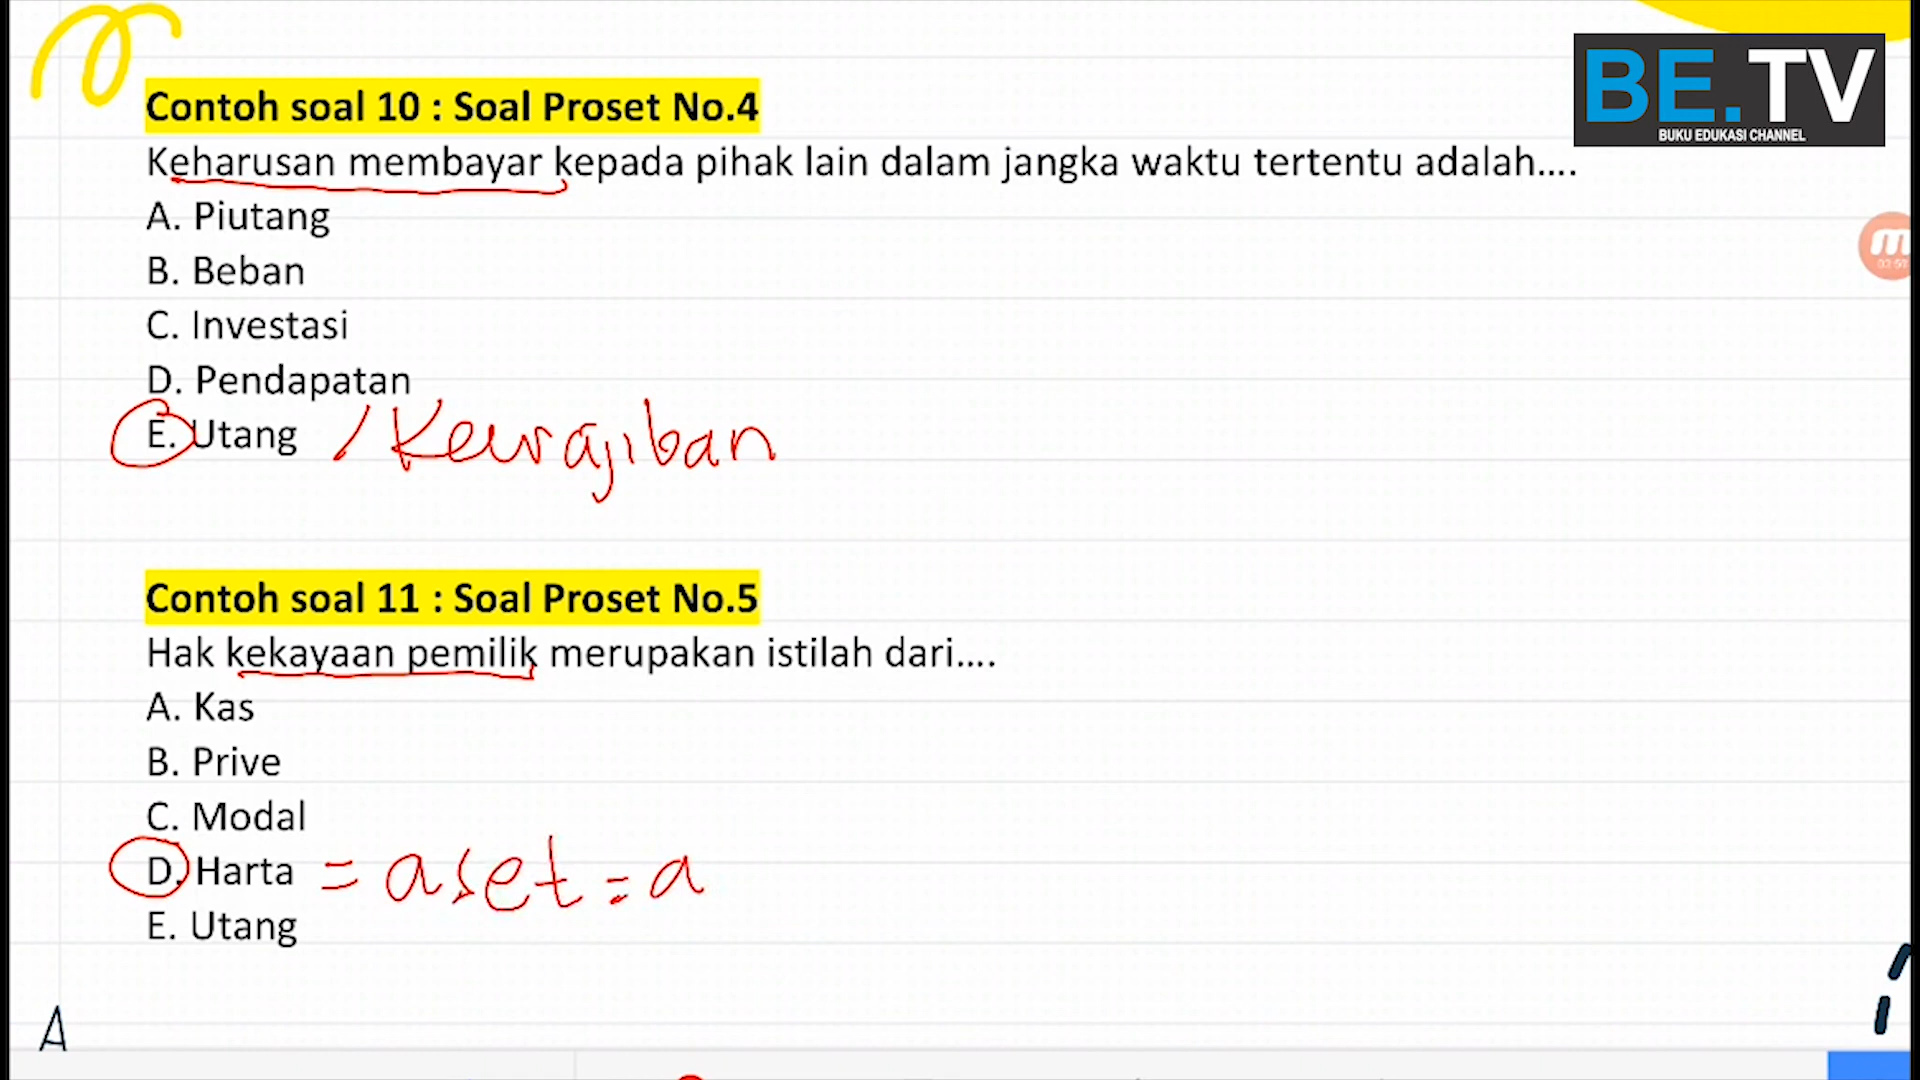 BE.TV
BUKU EDUKASI CHANNEL
Contoh soal 10 : Soal Proset No.4
Keharusan membayar kepada pihak lain dalam jangka waktu tertentu adalah....
A. Piutang
B. Beban
C. Investasi
D. Pendapatan
E. Utang / Kewajiban
Contoh soal 11 : Soal Proset No.5
Hak kekayaan pemilik merupakan istilah dari....
A. Kas
B. Prive
C. Modal
D. Harta = aset = a
E. Utang
A